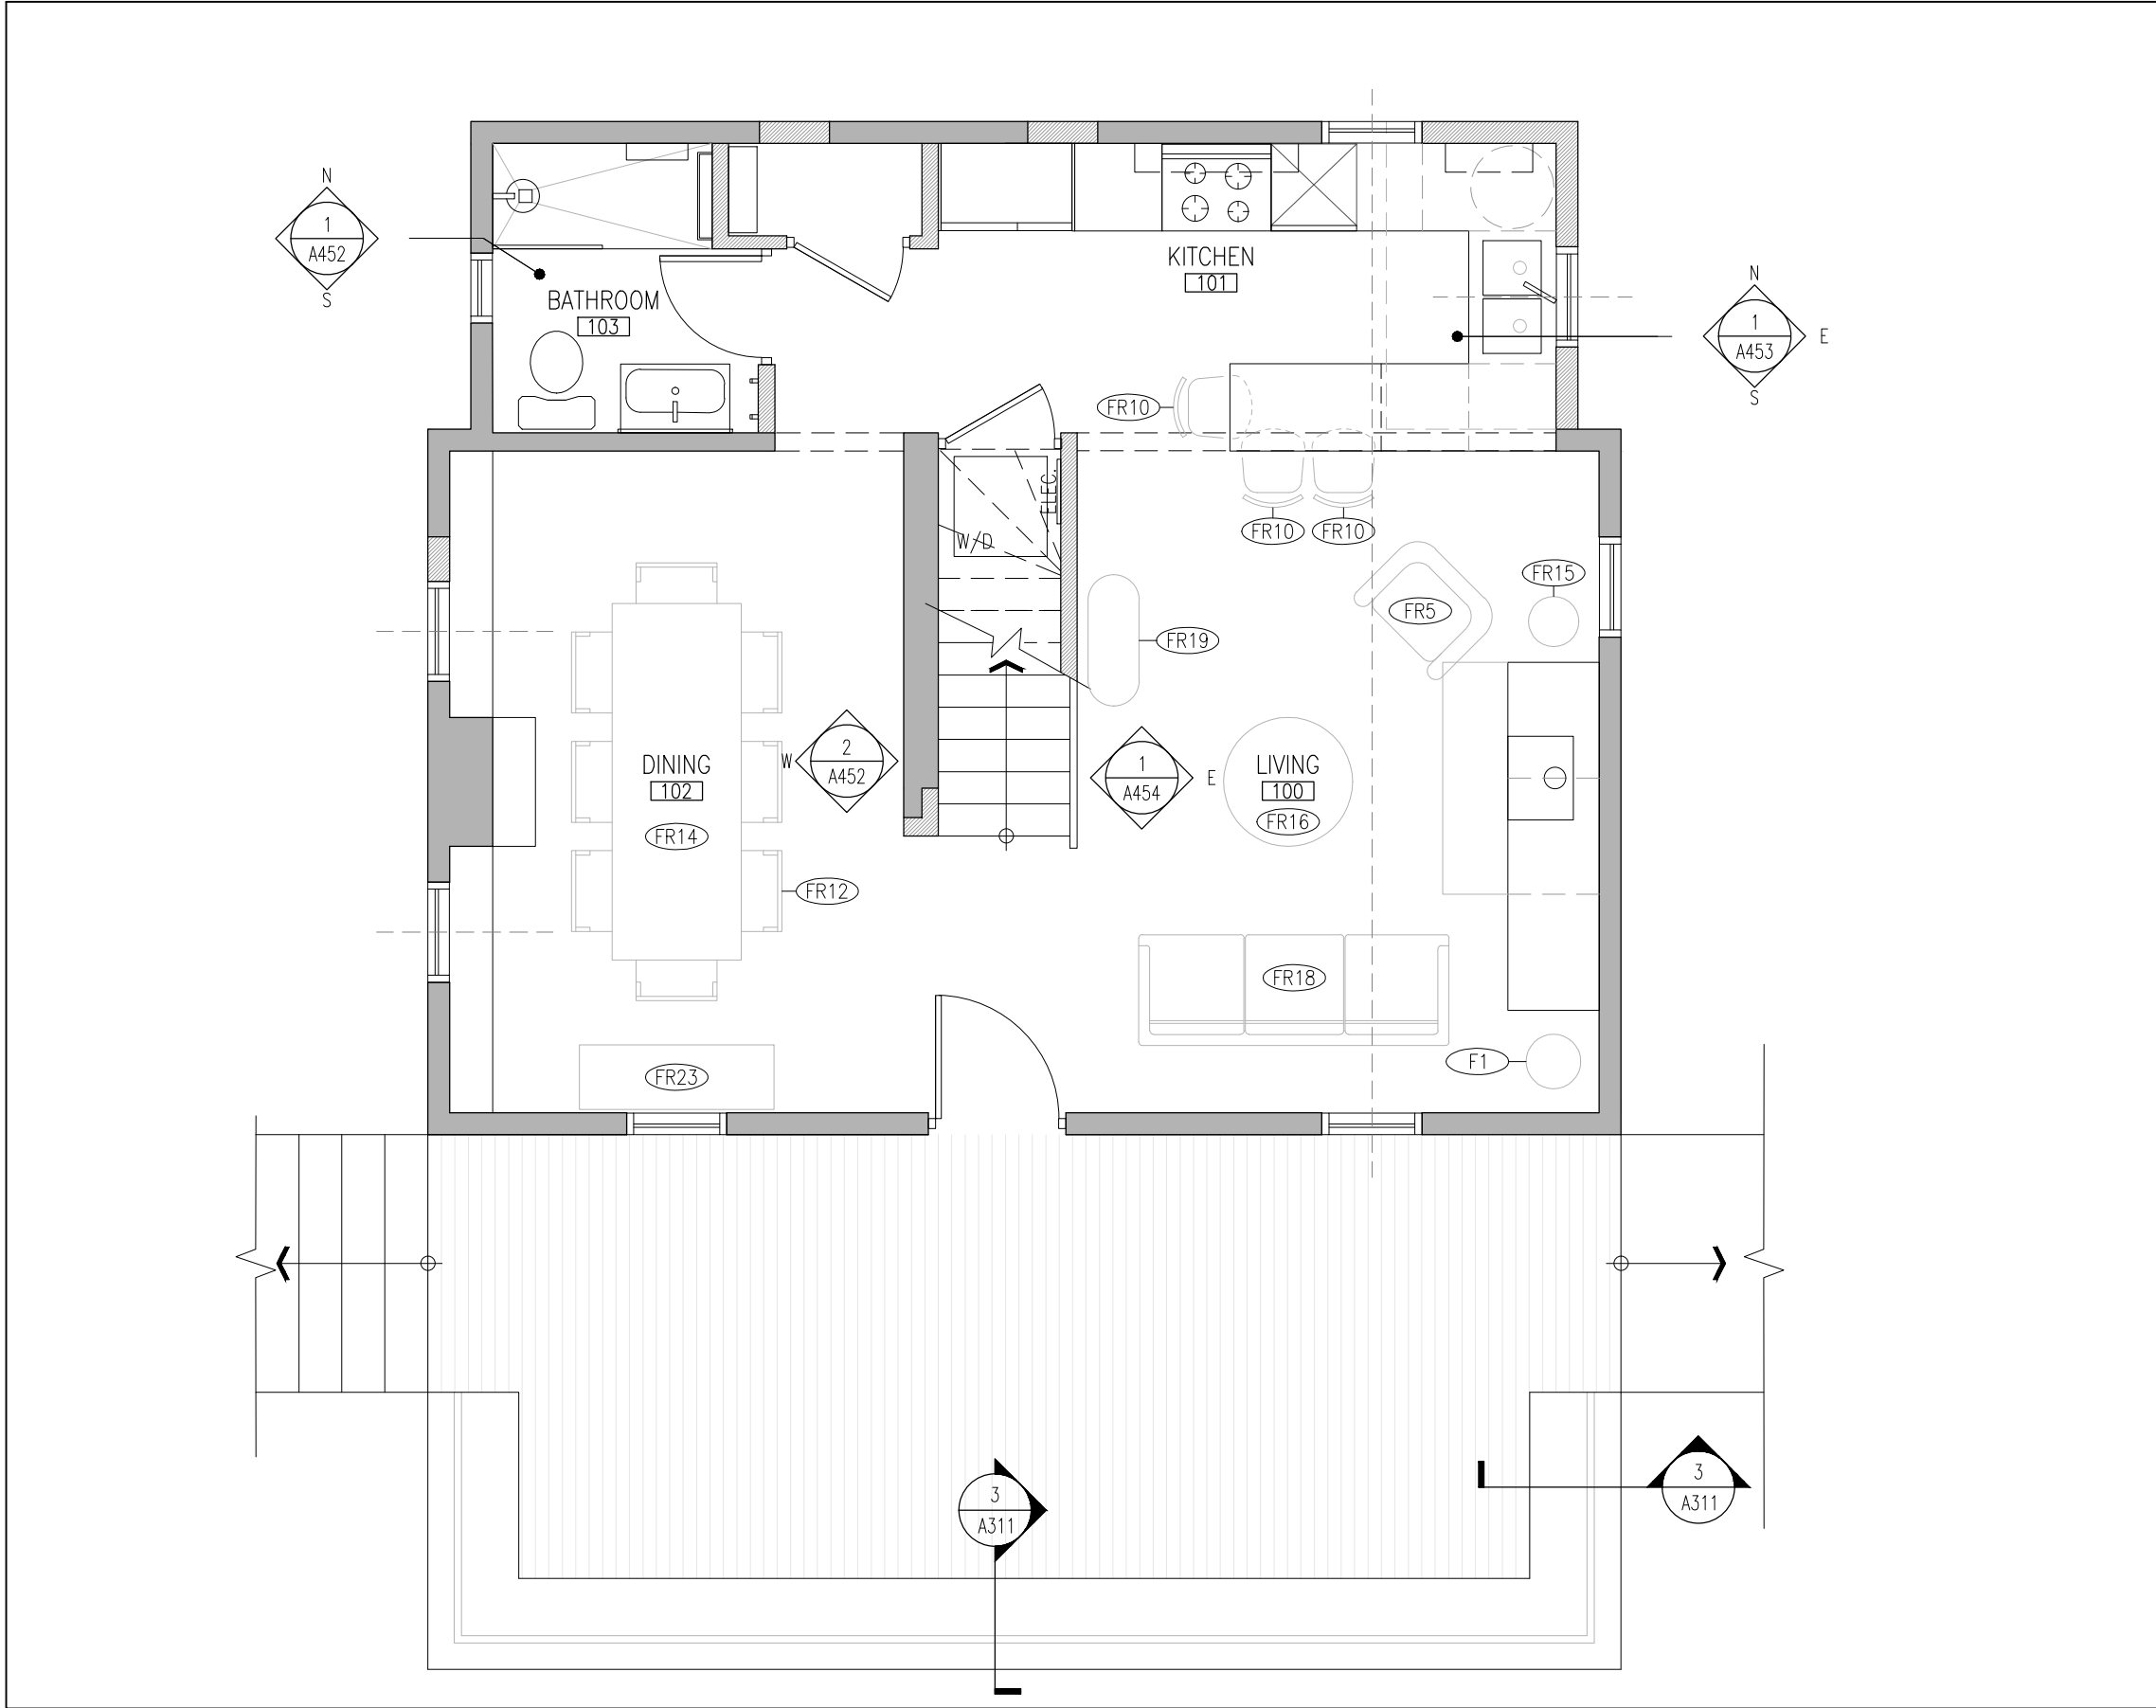 N
1
A452
S
BATHROOM
103
KITCHEN
101
N
1
A453
E
S
FR10
ELEC.
W/D
FR10
FR10
FR15
FR5
FR19
DINING
102
FR14
W
2
A452
1
A454
E
LIVING
100
FR16
FR12
FR18
FR23
F1
3
A311
3
A311